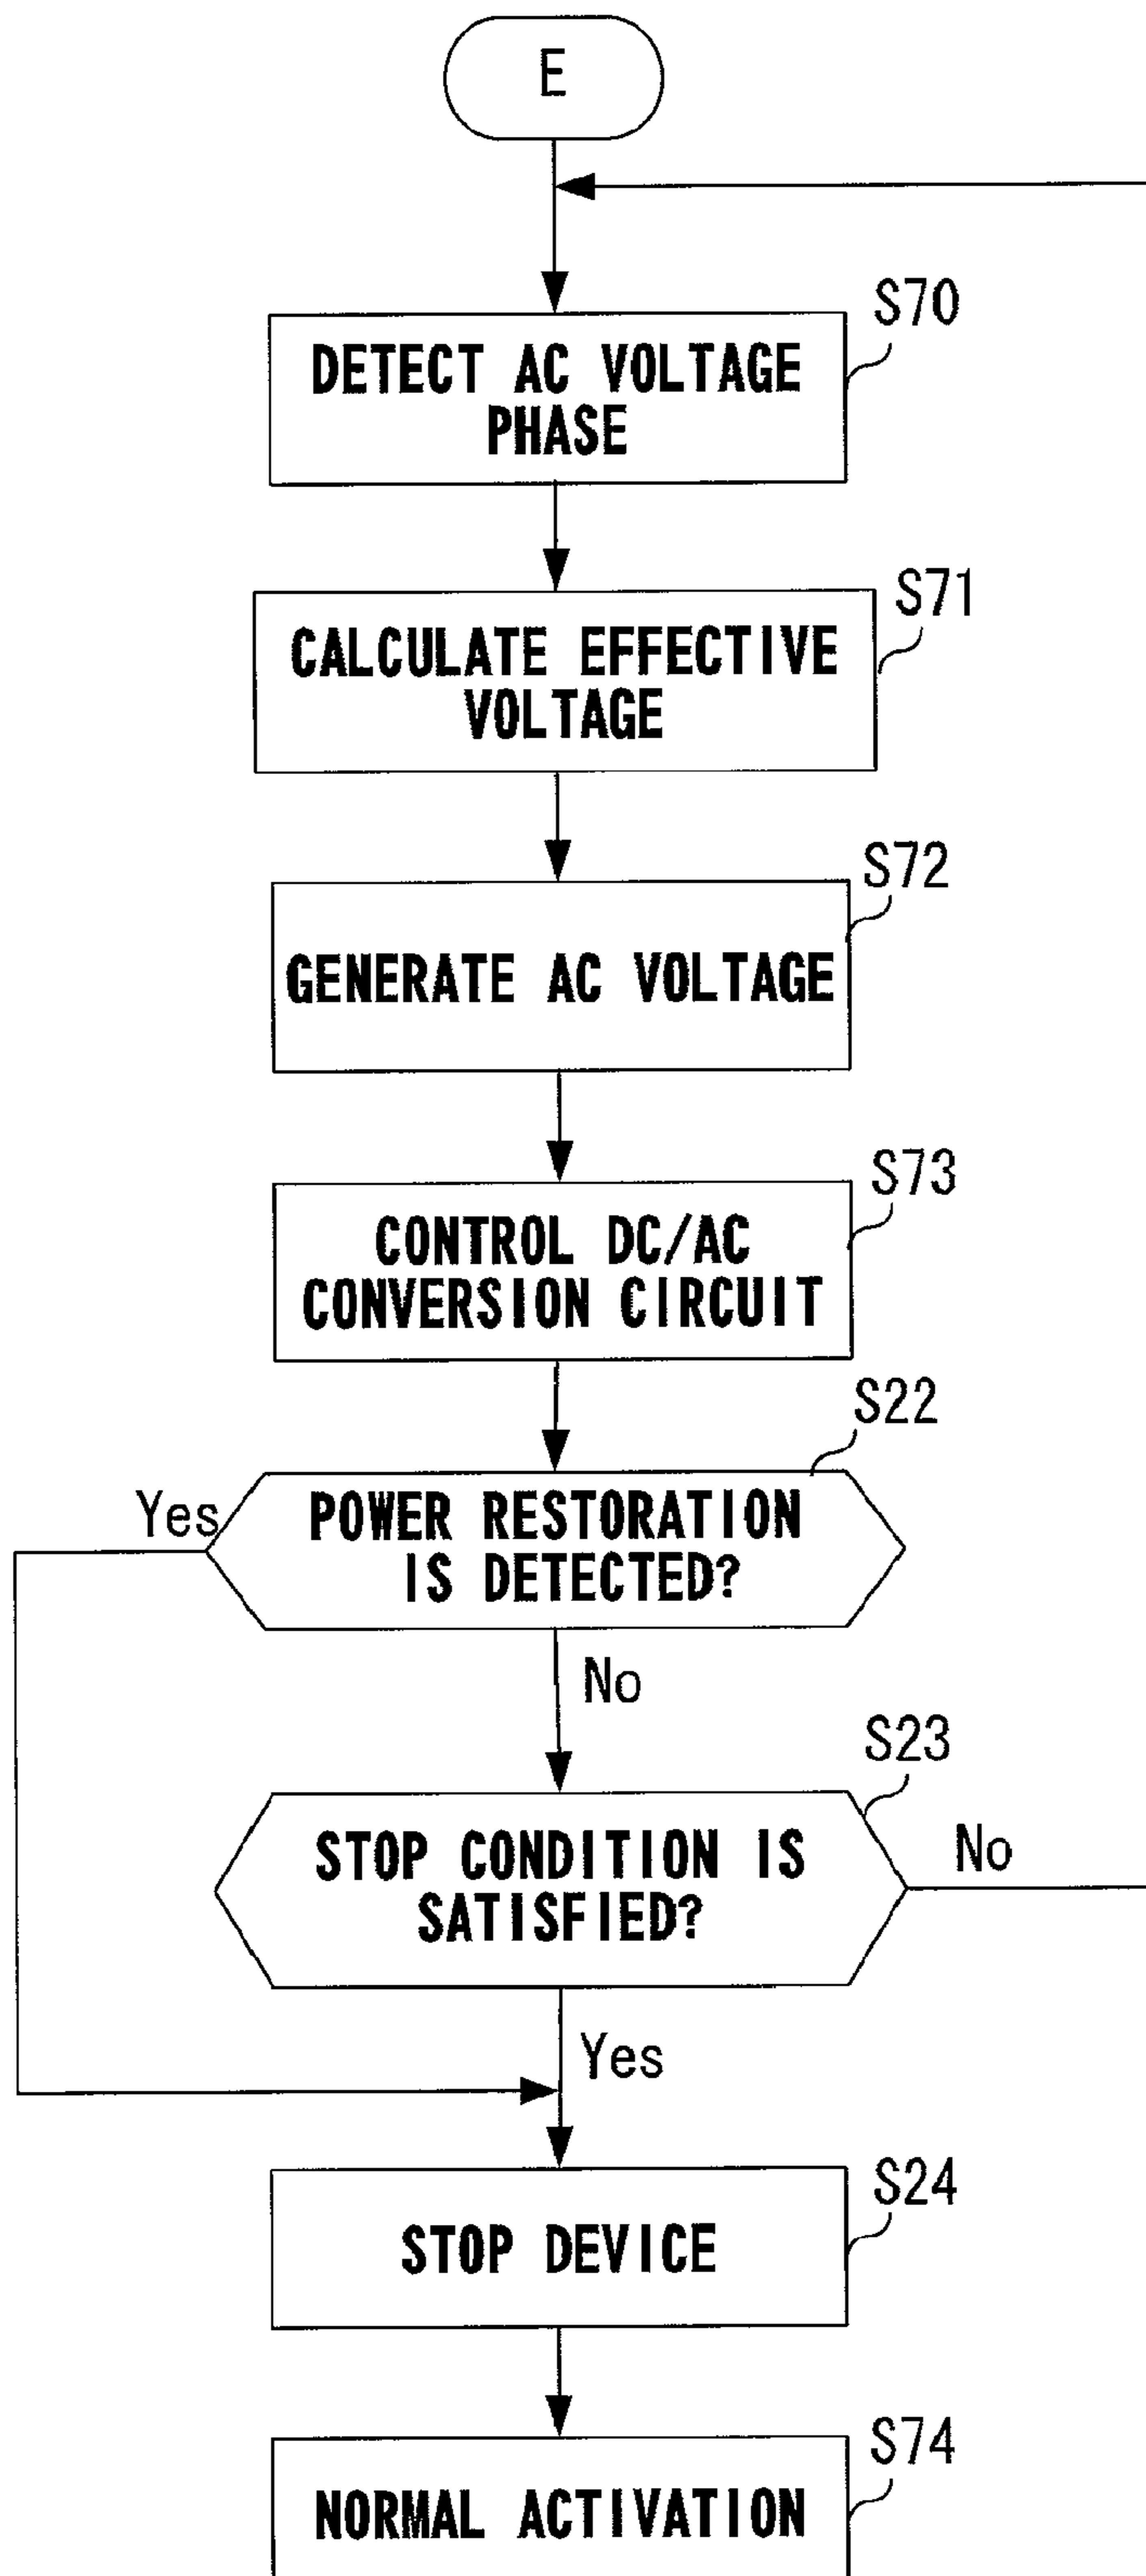 E
S70
DETECT AC VOLTAGE
PHASE
S71
CALCULATE EFFECTIVE
VOLTAGE
S72
GENERATE AC VOLTAGE
S73
CONTROL DC/AC
CONVERSION CIRCUIT
S22
Yes
POWER RESTORATION
IS DETECTED?
No
S23
STOP CONDITION IS
SATISFIED?
No
Yes
S24
STOP DEVICE
S74
NORMAL ACTIVATION